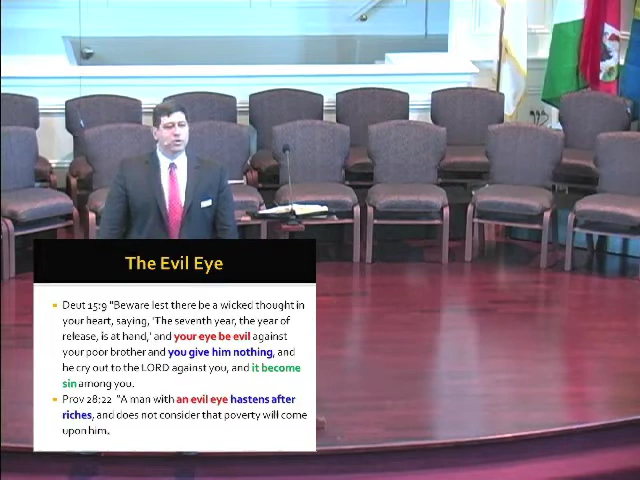 The Evil Eye
Deut 15:9 "Beware lest there be a wicked thought in
your heart, saying, 'The seventh year, the year of
release, is at hand,' and your eye be evil against
your poor brother and you give him nothing, and
he cry out to the LORD against you, and it become
sin among you.
Prov 28:22 "A man with an evil eye hastens after
riches, and does not consider that poverty will come
upon him.